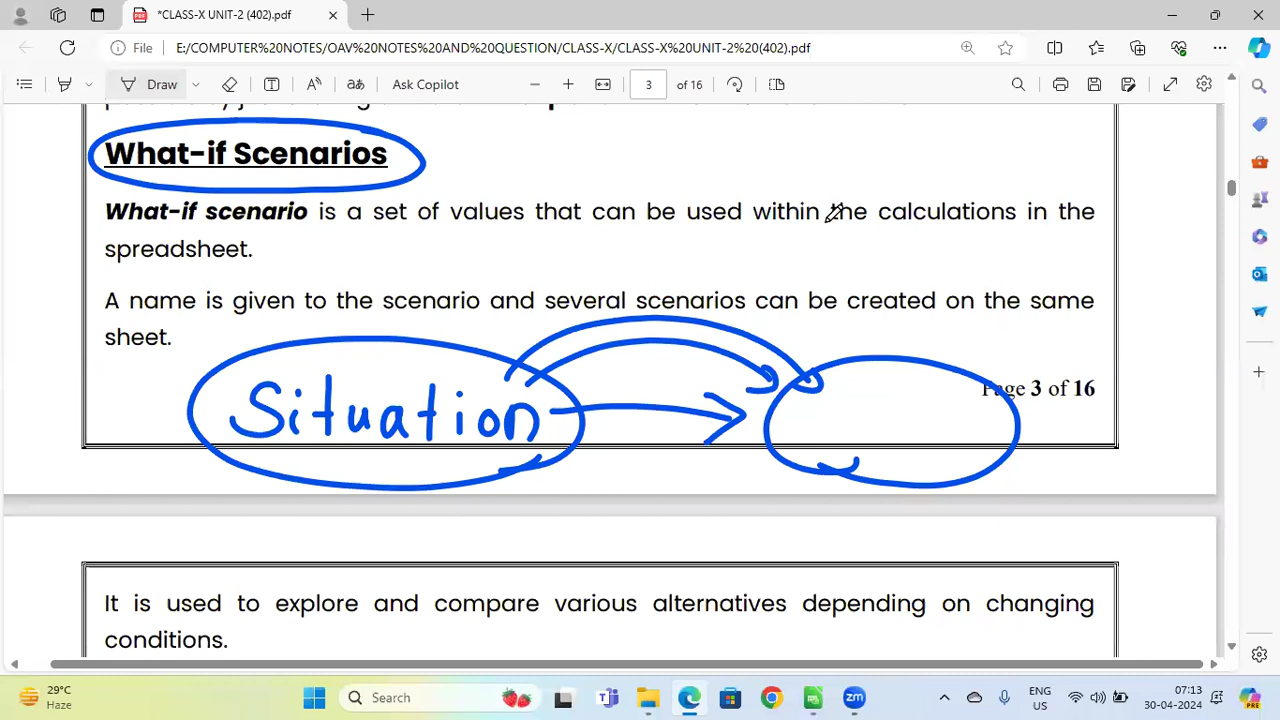 *CLASS-X UNIT-2 (402).pdf
File
E:/COMPUTER%20NOTES/OAV%20NOTES%20AND%20QUESTION/CLASS-X/CLASS-X%20UNIT-2%20(402).pdf
Draw
Ask Copilot
3 of 16
What-if Scenarios
What-if scenario is a set of values that can be used within the calculations in the
spreadsheet.
A name is given to the scenario and several scenarios can be created on the same
sheet.
Page 3 of 16
Situation
It is used to explore and compare various alternatives depending on changing
conditions.
29°C
Haze
Search
ENG
US
07:13
30-04-2024